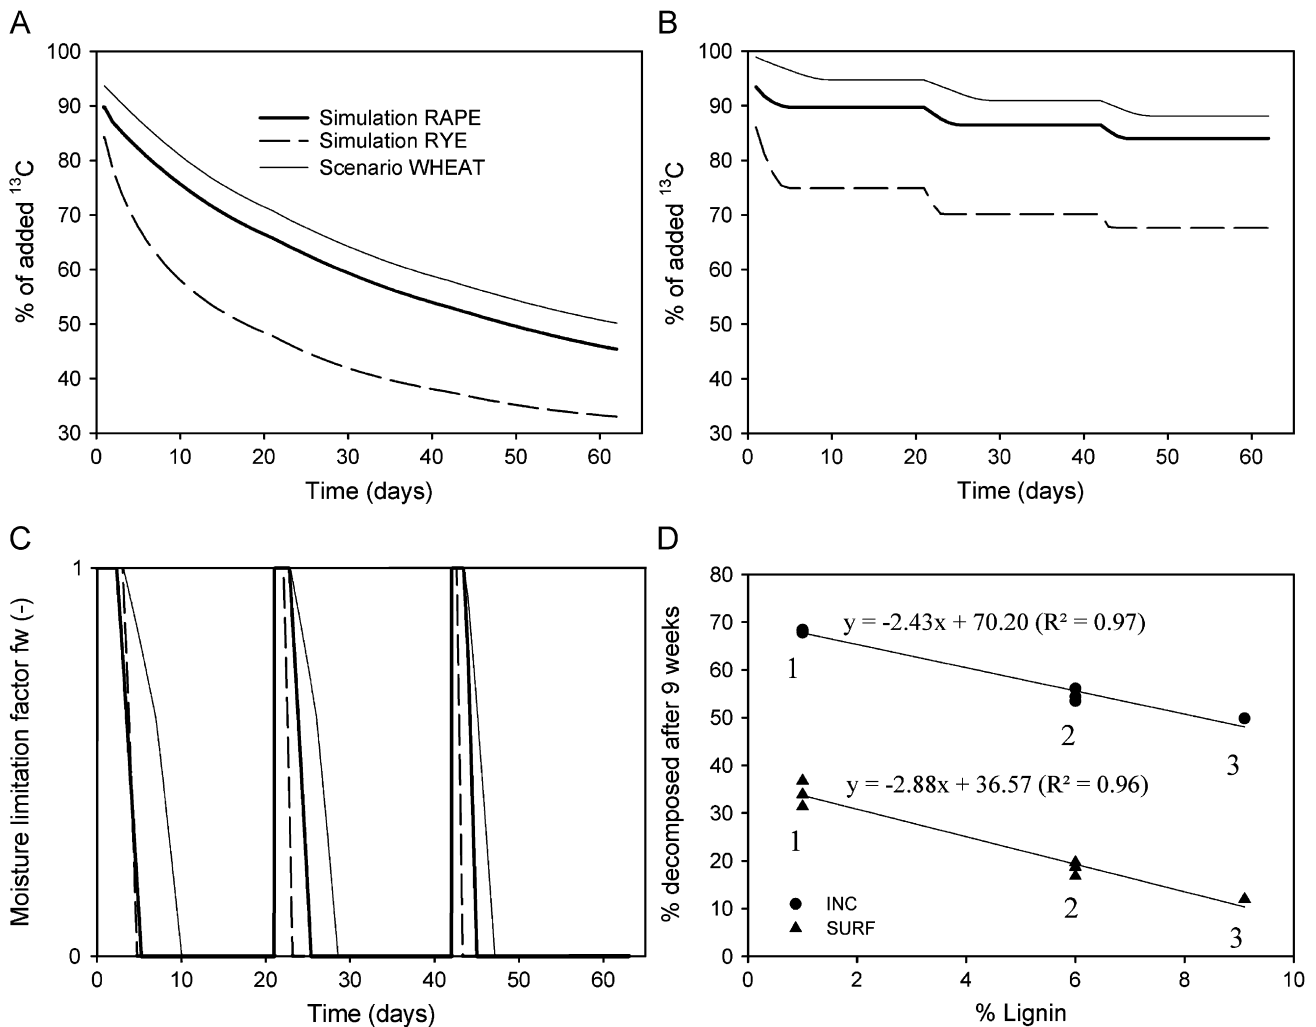 A
100
90
80
70
60
50
40
30
% of added ¹³C
Simulation RAPE
Simulation RYE
Scenario WHEAT
0 10 20 30 40 50 60
Time (days)
B
100
90
80
70
60
50
40
30
% of added ¹³C
0 10 20 30 40 50 60
Time (days)
C
1
0
Moisture limitation factor fw (-)
0 10 20 30 40 50 60
Time (days)
D
80
70
60
50
40
30
20
10
0
% decomposed after 9 weeks
y = -2.43x + 70.20 (R² = 0.97)
1
2
3
y = -2.88x + 36.57 (R² = 0.96)
1
2
3
INC
SURF
0 2 4 6 8 10
% Lignin